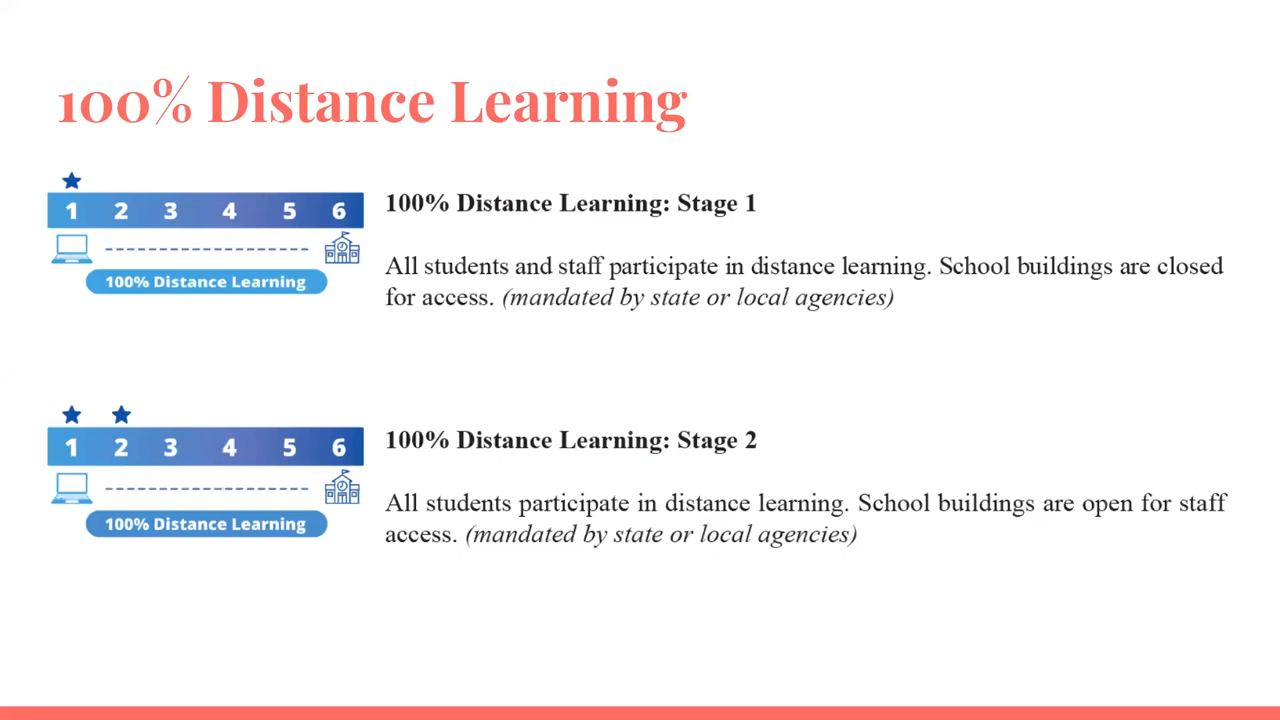 100% Distance Learning
1 2 3 4 5 6
100% Distance Learning
100% Distance Learning: Stage 1
All students and staff participate in distance learning. School buildings are closed
for access. (mandated by state or local agencies)
1 2 3 4 5 6
100% Distance Learning
100% Distance Learning: Stage 2
All students participate in distance learning. School buildings are open for staff
access. (mandated by state or local agencies)